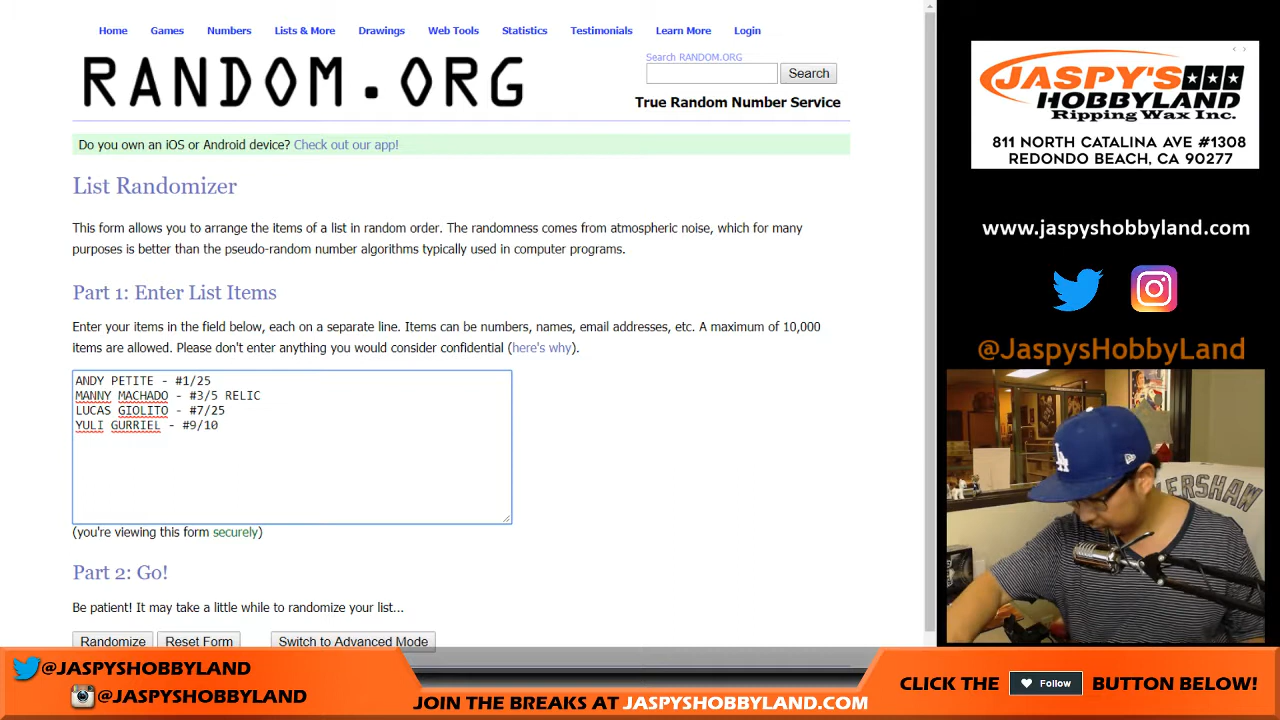 Home Games Numbers Lists & More Drawings Web Tools Statistics Testimonials Learn More Login
RANDOM.ORG
Search RANDOM.ORG
Search
True Random Number Service
Do you own an iOS or Android device? Check out our app!
List Randomizer
This form allows you to arrange the items of a list in random order. The randomness comes from atmospheric noise, which for many
purposes is better than the pseudo-random number algorithms typically used in computer programs.
Part 1: Enter List Items
Enter your items in the field below, each on a separate line. Items can be numbers, names, email addresses, etc. A maximum of 10,000
items are allowed. Please don't enter anything you would consider confidential (here's why).
ANDY PETITE - #1/25
MANNY MACHADO - #3/5 RELIC
LUCAS GIOLITO - #7/25
YULI GURRIEL - #9/10
(you're viewing this form securely)
Part 2: Go!
Be patient! It may take a little while to randomize your list...
Randomize Reset Form Switch to Advanced Mode
JASPY'S
HOBBYLAND
Ripping Wax Inc.
811 NORTH CATALINA AVE #1308
REDONDO BEACH, CA 90277
www.jaspyshobbyland.com
@JaspysHobbyLand
LA
ERSHAW
@JASPYSHOBBYLAND
@JASPYSHOBBYLAND
JOIN THE BREAKS AT JASPYSHOBBYLAND.COM
CLICK THE Follow BUTTON BELOW!